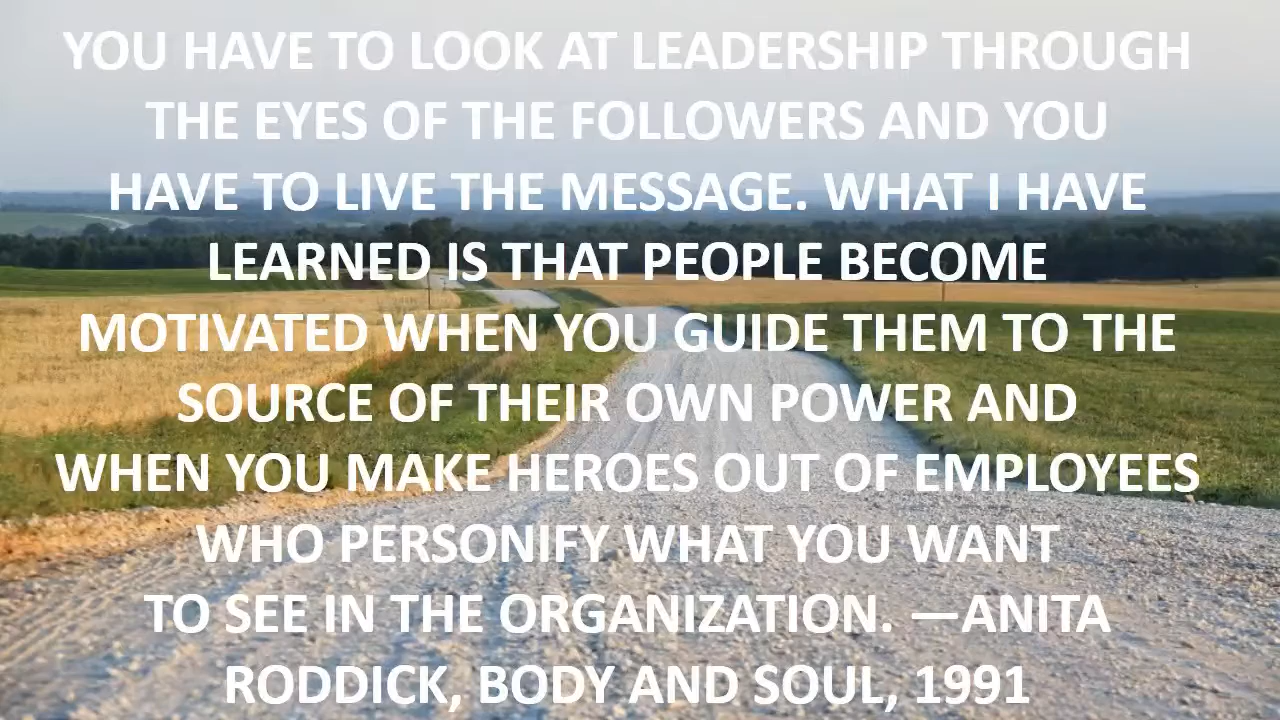 YOU HAVE TO LOOK AT LEADERSHIP THROUGH
THE EYES OF THE FOLLOWERS AND YOU
HAVE TO LIVE THE MESSAGE. WHAT I HAVE
LEARNED IS THAT PEOPLE BECOME
MOTIVATED WHEN YOU GUIDE THEM TO THE
SOURCE OF THEIR OWN POWER AND
WHEN YOU MAKE HEROES OUT OF EMPLOYEES
WHO PERSONIFY WHAT YOU WANT
TO SEE IN THE ORGANIZATION. —ANITA
RODDICK, BODY AND SOUL, 1991